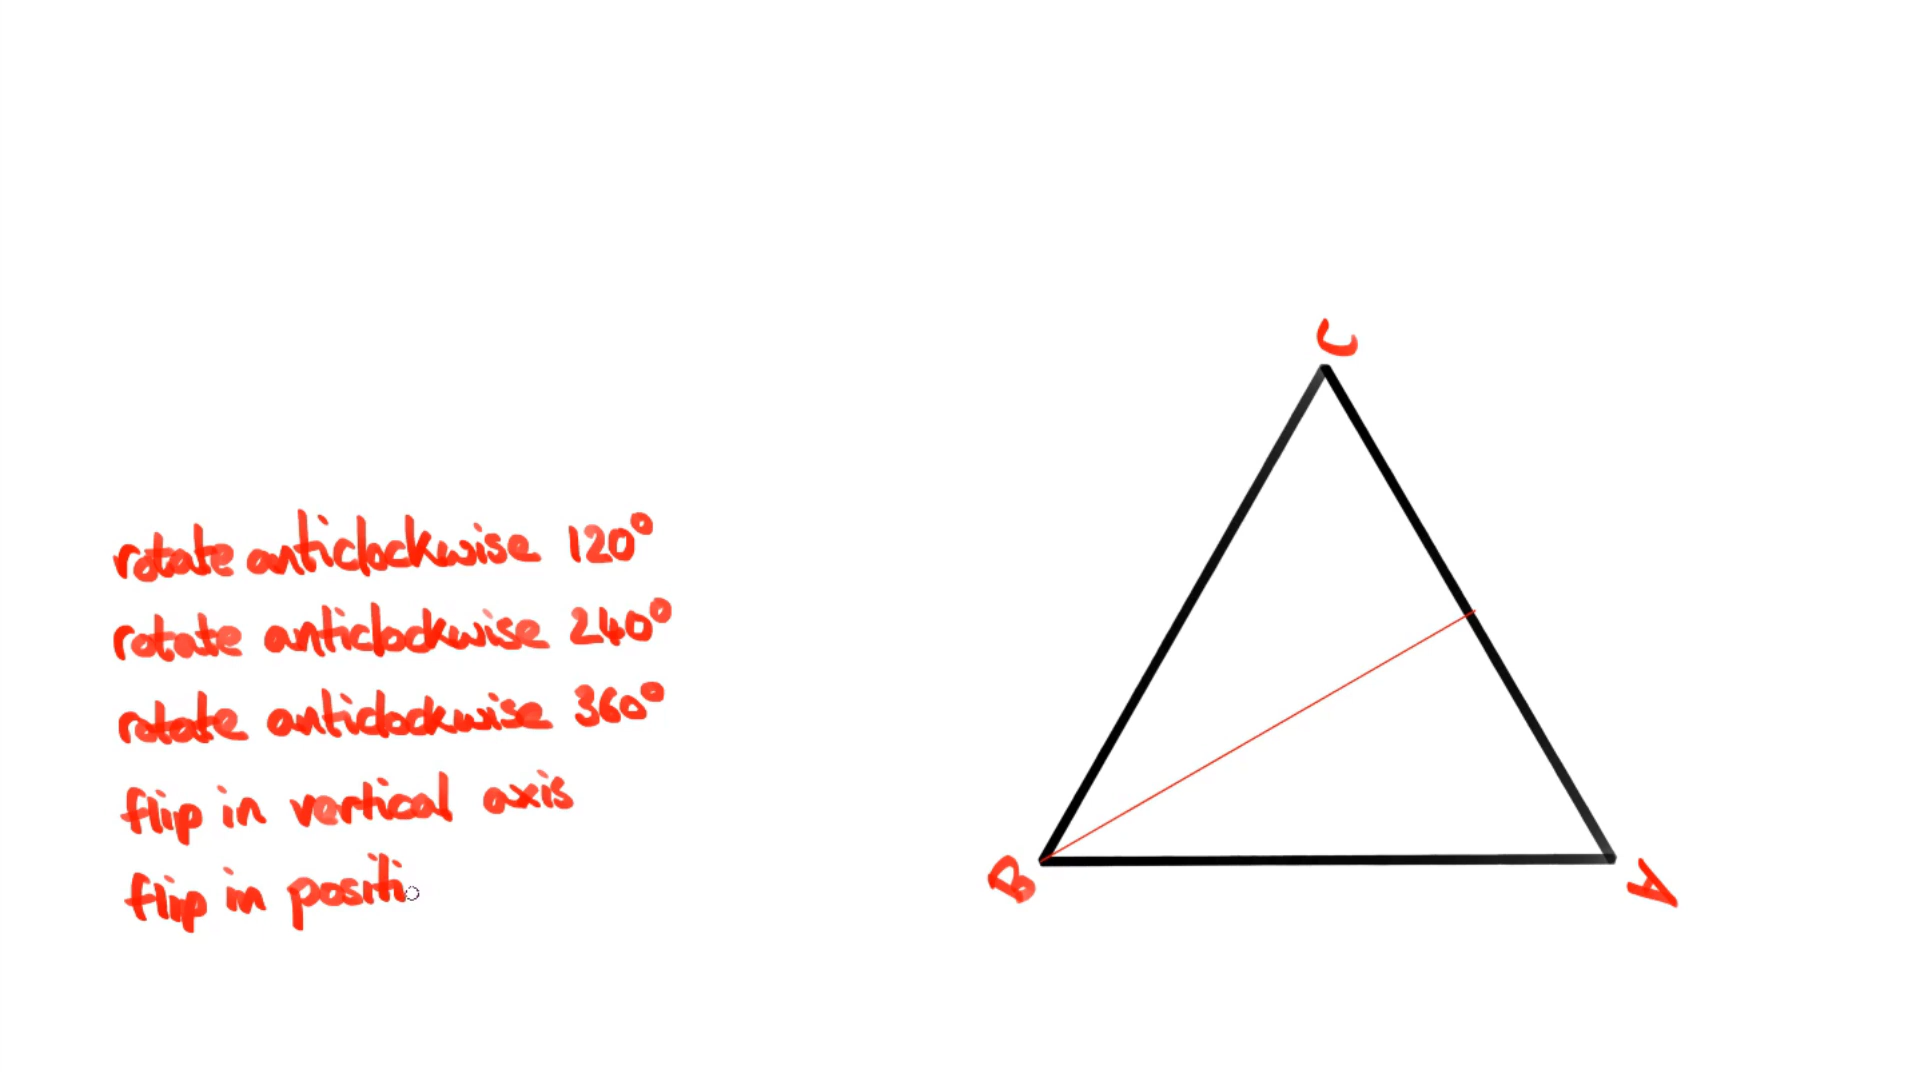 C
rotate anticlockwise 120°
rotate anticlockwise 240°
rotate anticlockwise 360°
flip in vertical axis
flip in positi
B
A